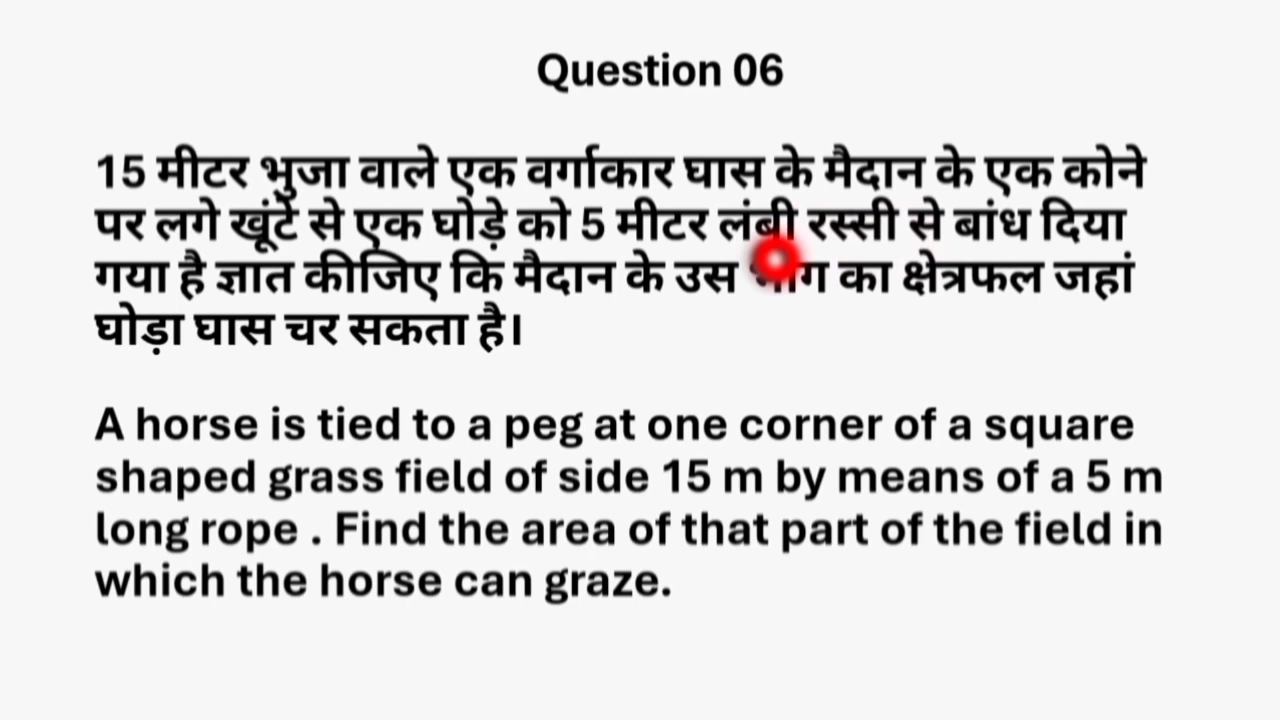 Question 06
15 मीटर भुजा वाले एक वर्गाकार घास के मैदान के एक कोने
पर लगे खूंटे से एक घोड़े को 5 मीटर लंबी रस्सी से बांध दिया
गया है ज्ञात कीजिए कि मैदान के उस भाग का क्षेत्रफल जहां
घोड़ा घास चर सकता है।
A horse is tied to a peg at one corner of a square
shaped grass field of side 15 m by means of a 5 m
long rope . Find the area of that part of the field in
which the horse can graze.